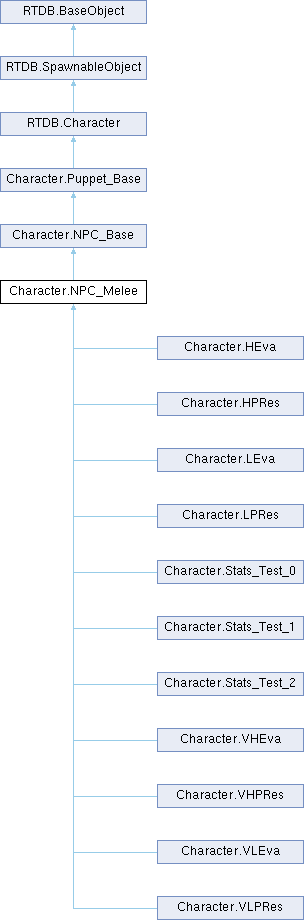 RTDB.BaseObject
RTDB.SpawnableObject
RTDB.Character
Character.Puppet_Base
Character.NPC_Base
Character.NPC_Melee
Character.HEva
Character.HPRes
Character.LEva
Character.LPRes
Character.Stats_Test_0
Character.Stats_Test_1
Character.Stats_Test_2
Character.VHEva
Character.VHPRes
Character.VLEva
Character.VLPRes